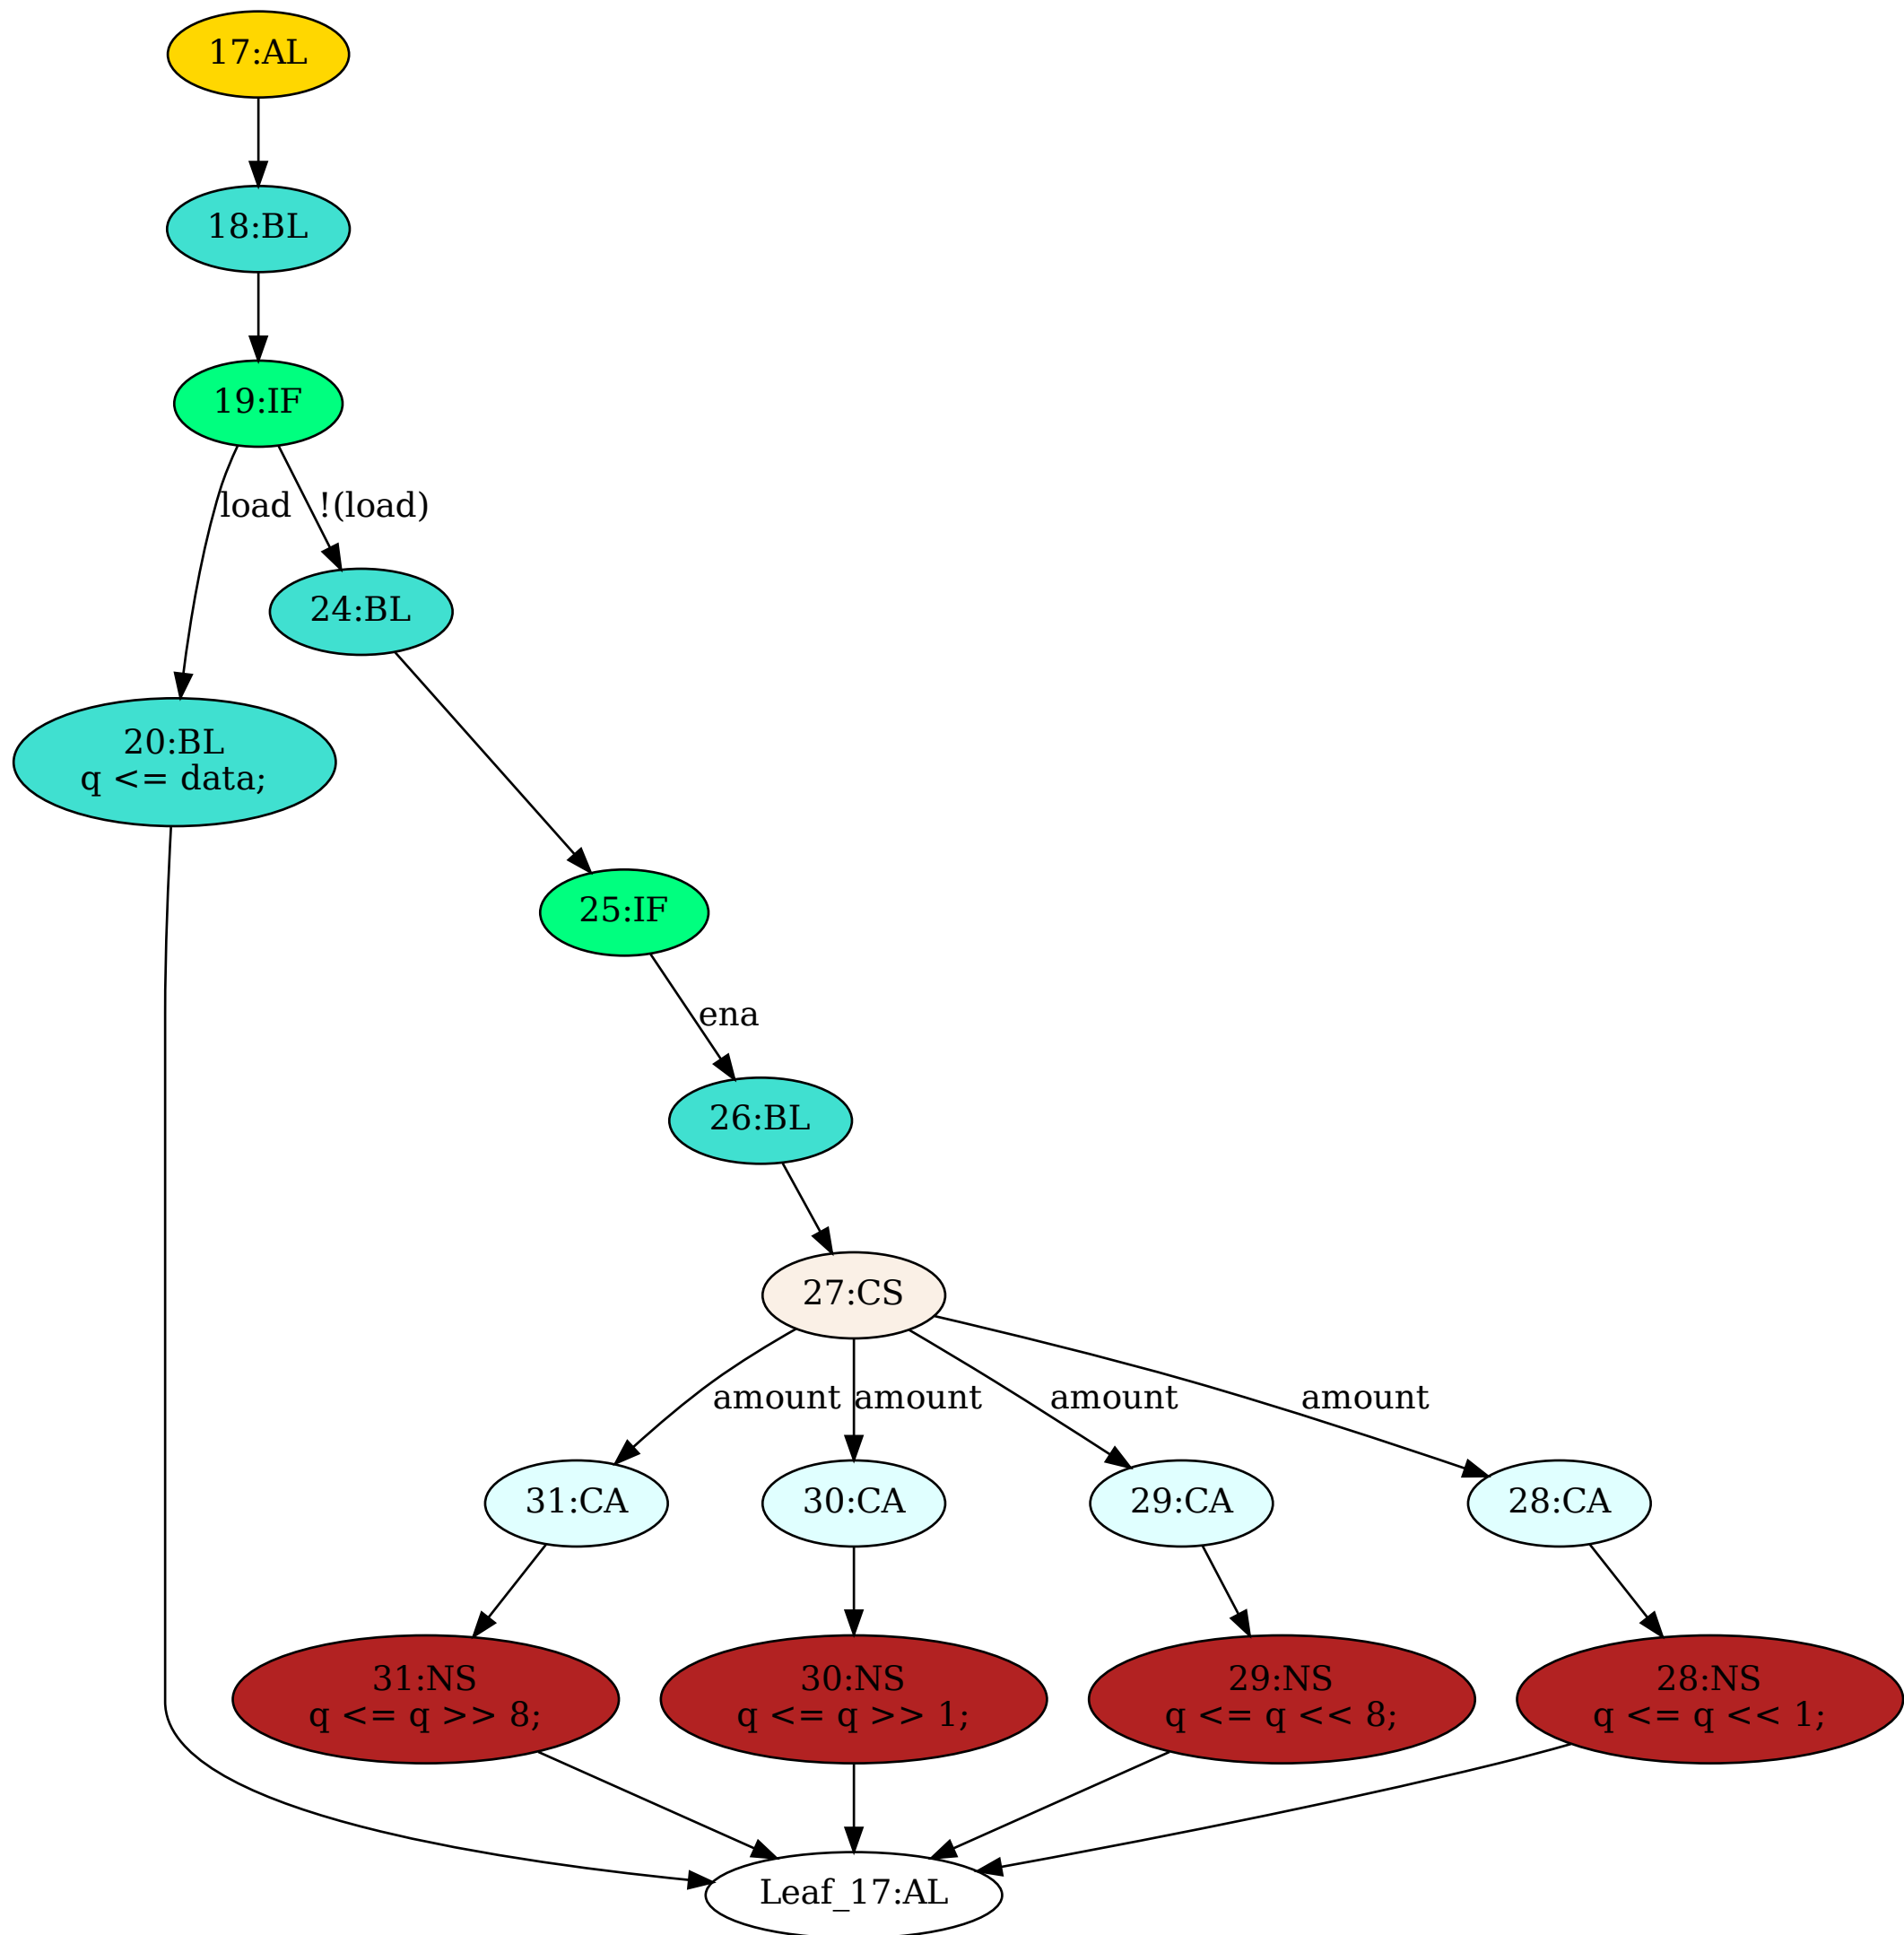 17:AL
18:BL
19:IF
load
!(load)
24:BL
20:BL
q <= data;
25:IF
ena
26:BL
27:CS
amount
amount
amount
amount
31:CA
30:CA
29:CA
28:CA
31:NS
q <= q >> 8;
30:NS
q <= q >> 1;
29:NS
q <= q << 8;
28:NS
q <= q << 1;
Leaf_17:AL